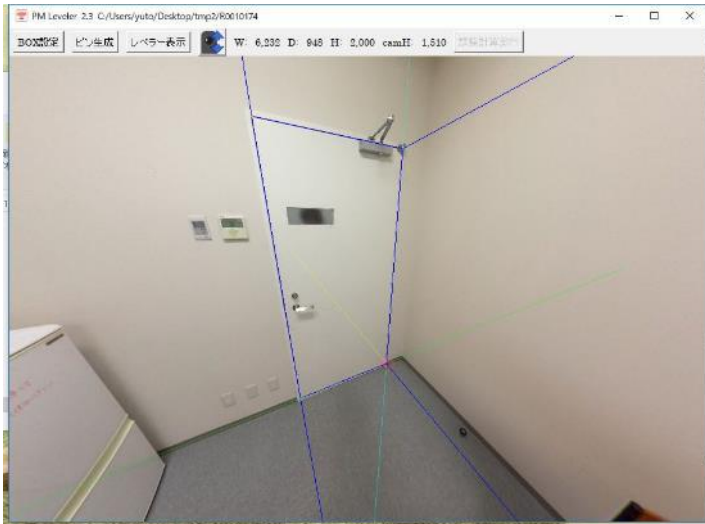 PM Leveler 2.3 C:/Users/yuto/Desktop/tmp2/R0010174
BOX設定 ピン生成 レベラー表示 W: 6,232 D: 948 H: 2,000 camH: 1,510